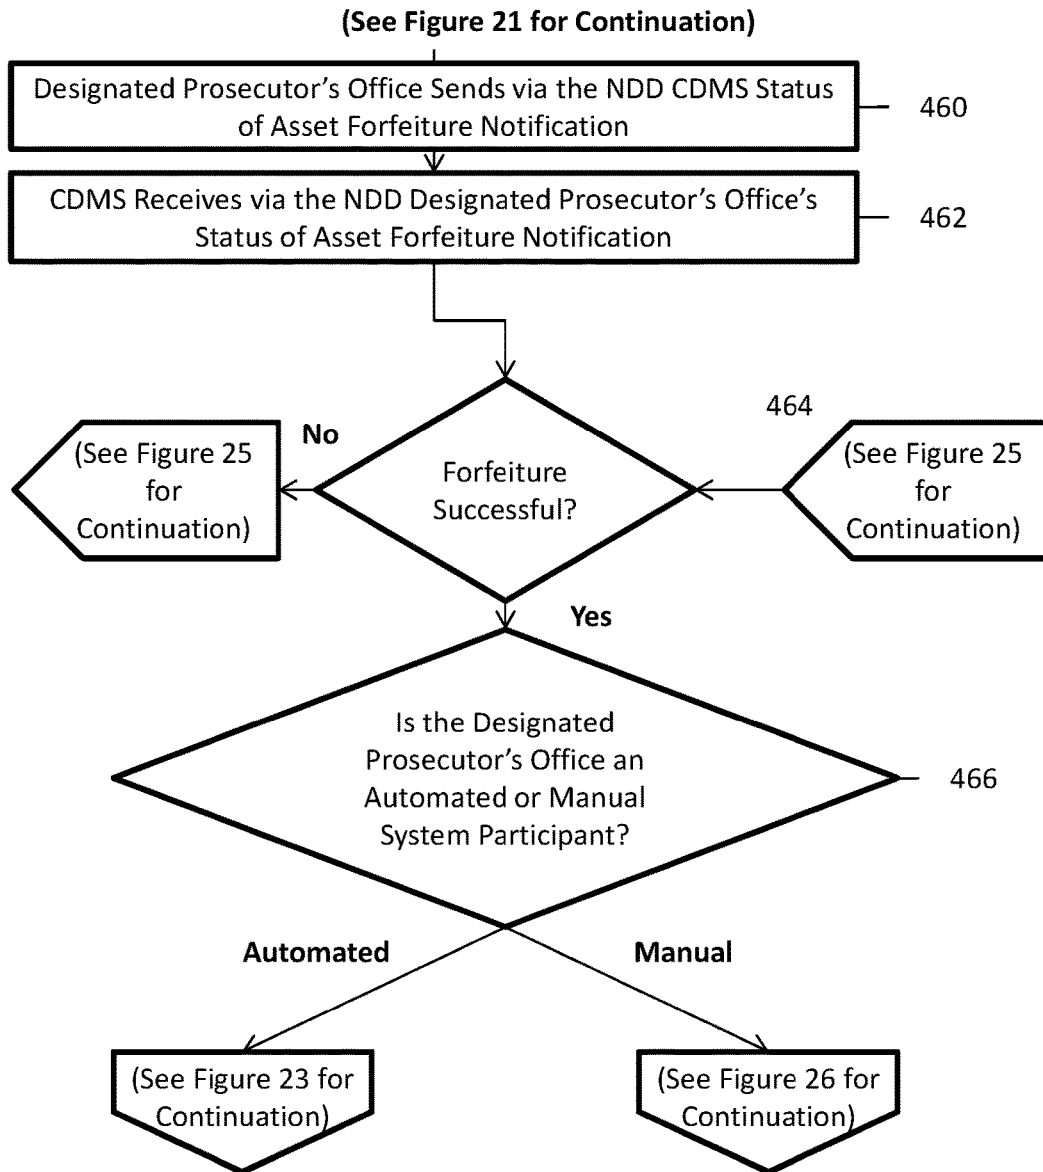 (See Figure 21 for Continuation)
Designated Prosecutor's Office Sends via the NDD CDMS Status
of Asset Forfeiture Notification
460
CDMS Receives via the NDD Designated Prosecutor's Office's
Status of Asset Forfeiture Notification
462
464
No
(See Figure 25
for
Continuation)
Forfeiture
Successful?
(See Figure 25
for
Continuation)
Yes
Is the Designated
Prosecutor's Office an
Automated or Manual
System Participant?
466
Automated
Manual
(See Figure 23 for
Continuation)
(See Figure 26 for
Continuation)